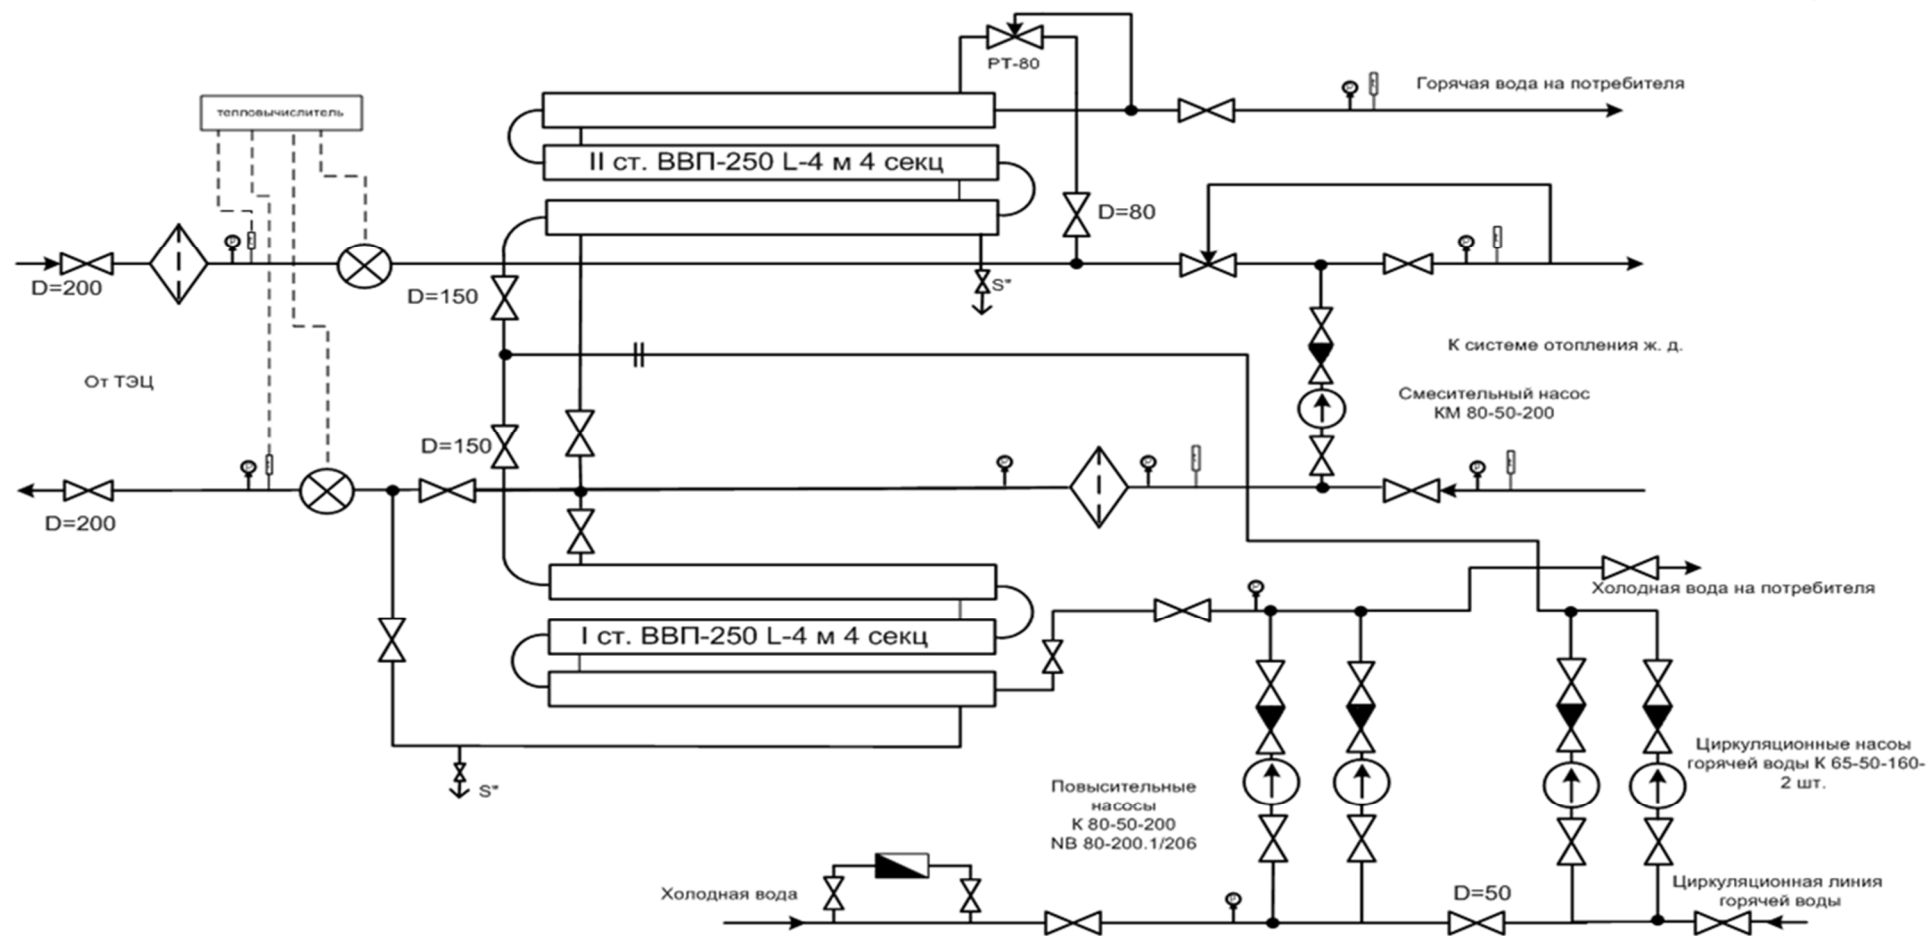 РТ-80
Горячая вода на потребителя
тепловычислитель
II ст. ВВП-250 L-4 м 4 секц
D=80
D=200
D=150
S"
К системе отопления ж. д.
От ТЭЦ
Смесительный насос
КМ 80-50-200
D=150
D=200
Холодная вода на потребителя
I ст. ВВП-250 L-4 м 4 секц
Циркуляционные насоы
горячей воды К 65-50-160-
2 шт.
S"
Повысительные
насосы
К 80-50-200
NB 80-200.1/206
Холодная вода
D=50
Циркуляционная линия
горячей воды